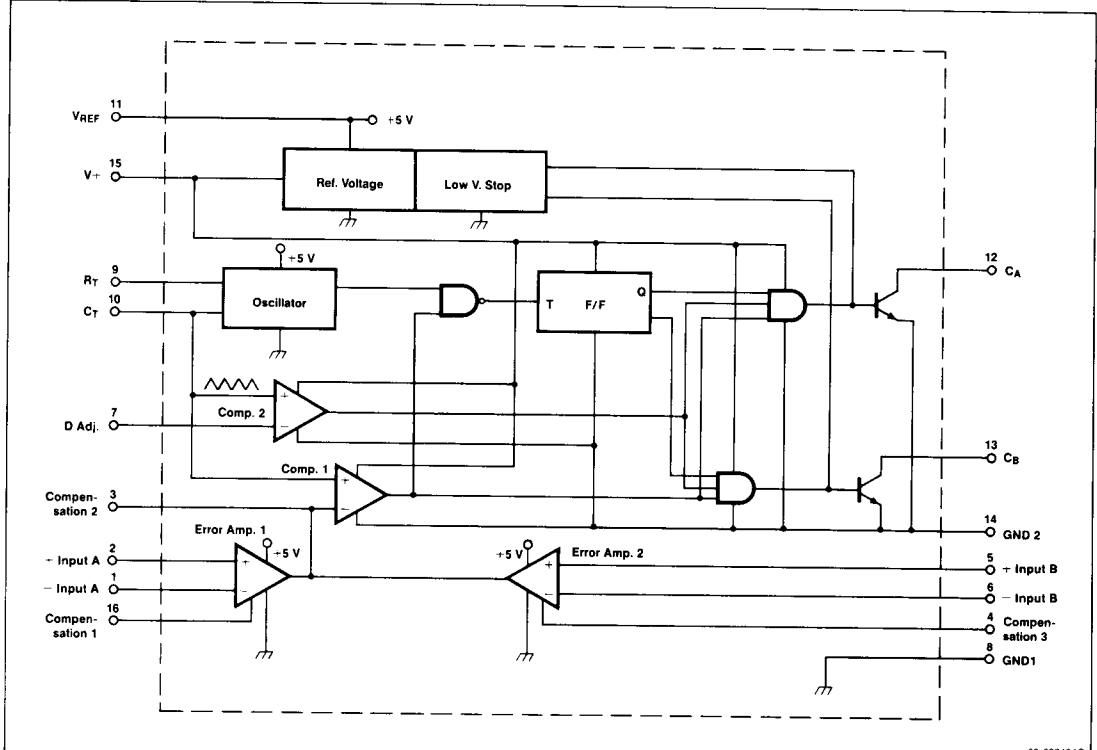 11
VREF
+5 V
15
V+
Ref. Voltage
Low V. Stop
+5 V
9
RT
10
CT
Oscillator
T
F/F
Q
12
CA
+
−
Comp. 2
7
D Adj.
Comp. 1
+
−
13
CB
Compen-
sation 2
3
14
GND 2
Error Amp. 1
+5 V
+5 V
Error Amp. 2
2
+ Input A
+
−
+
−
5
+ Input B
1
− Input A
6
− Input B
16
Compen-
sation 1
4
Compen-
sation 3
8
GND1